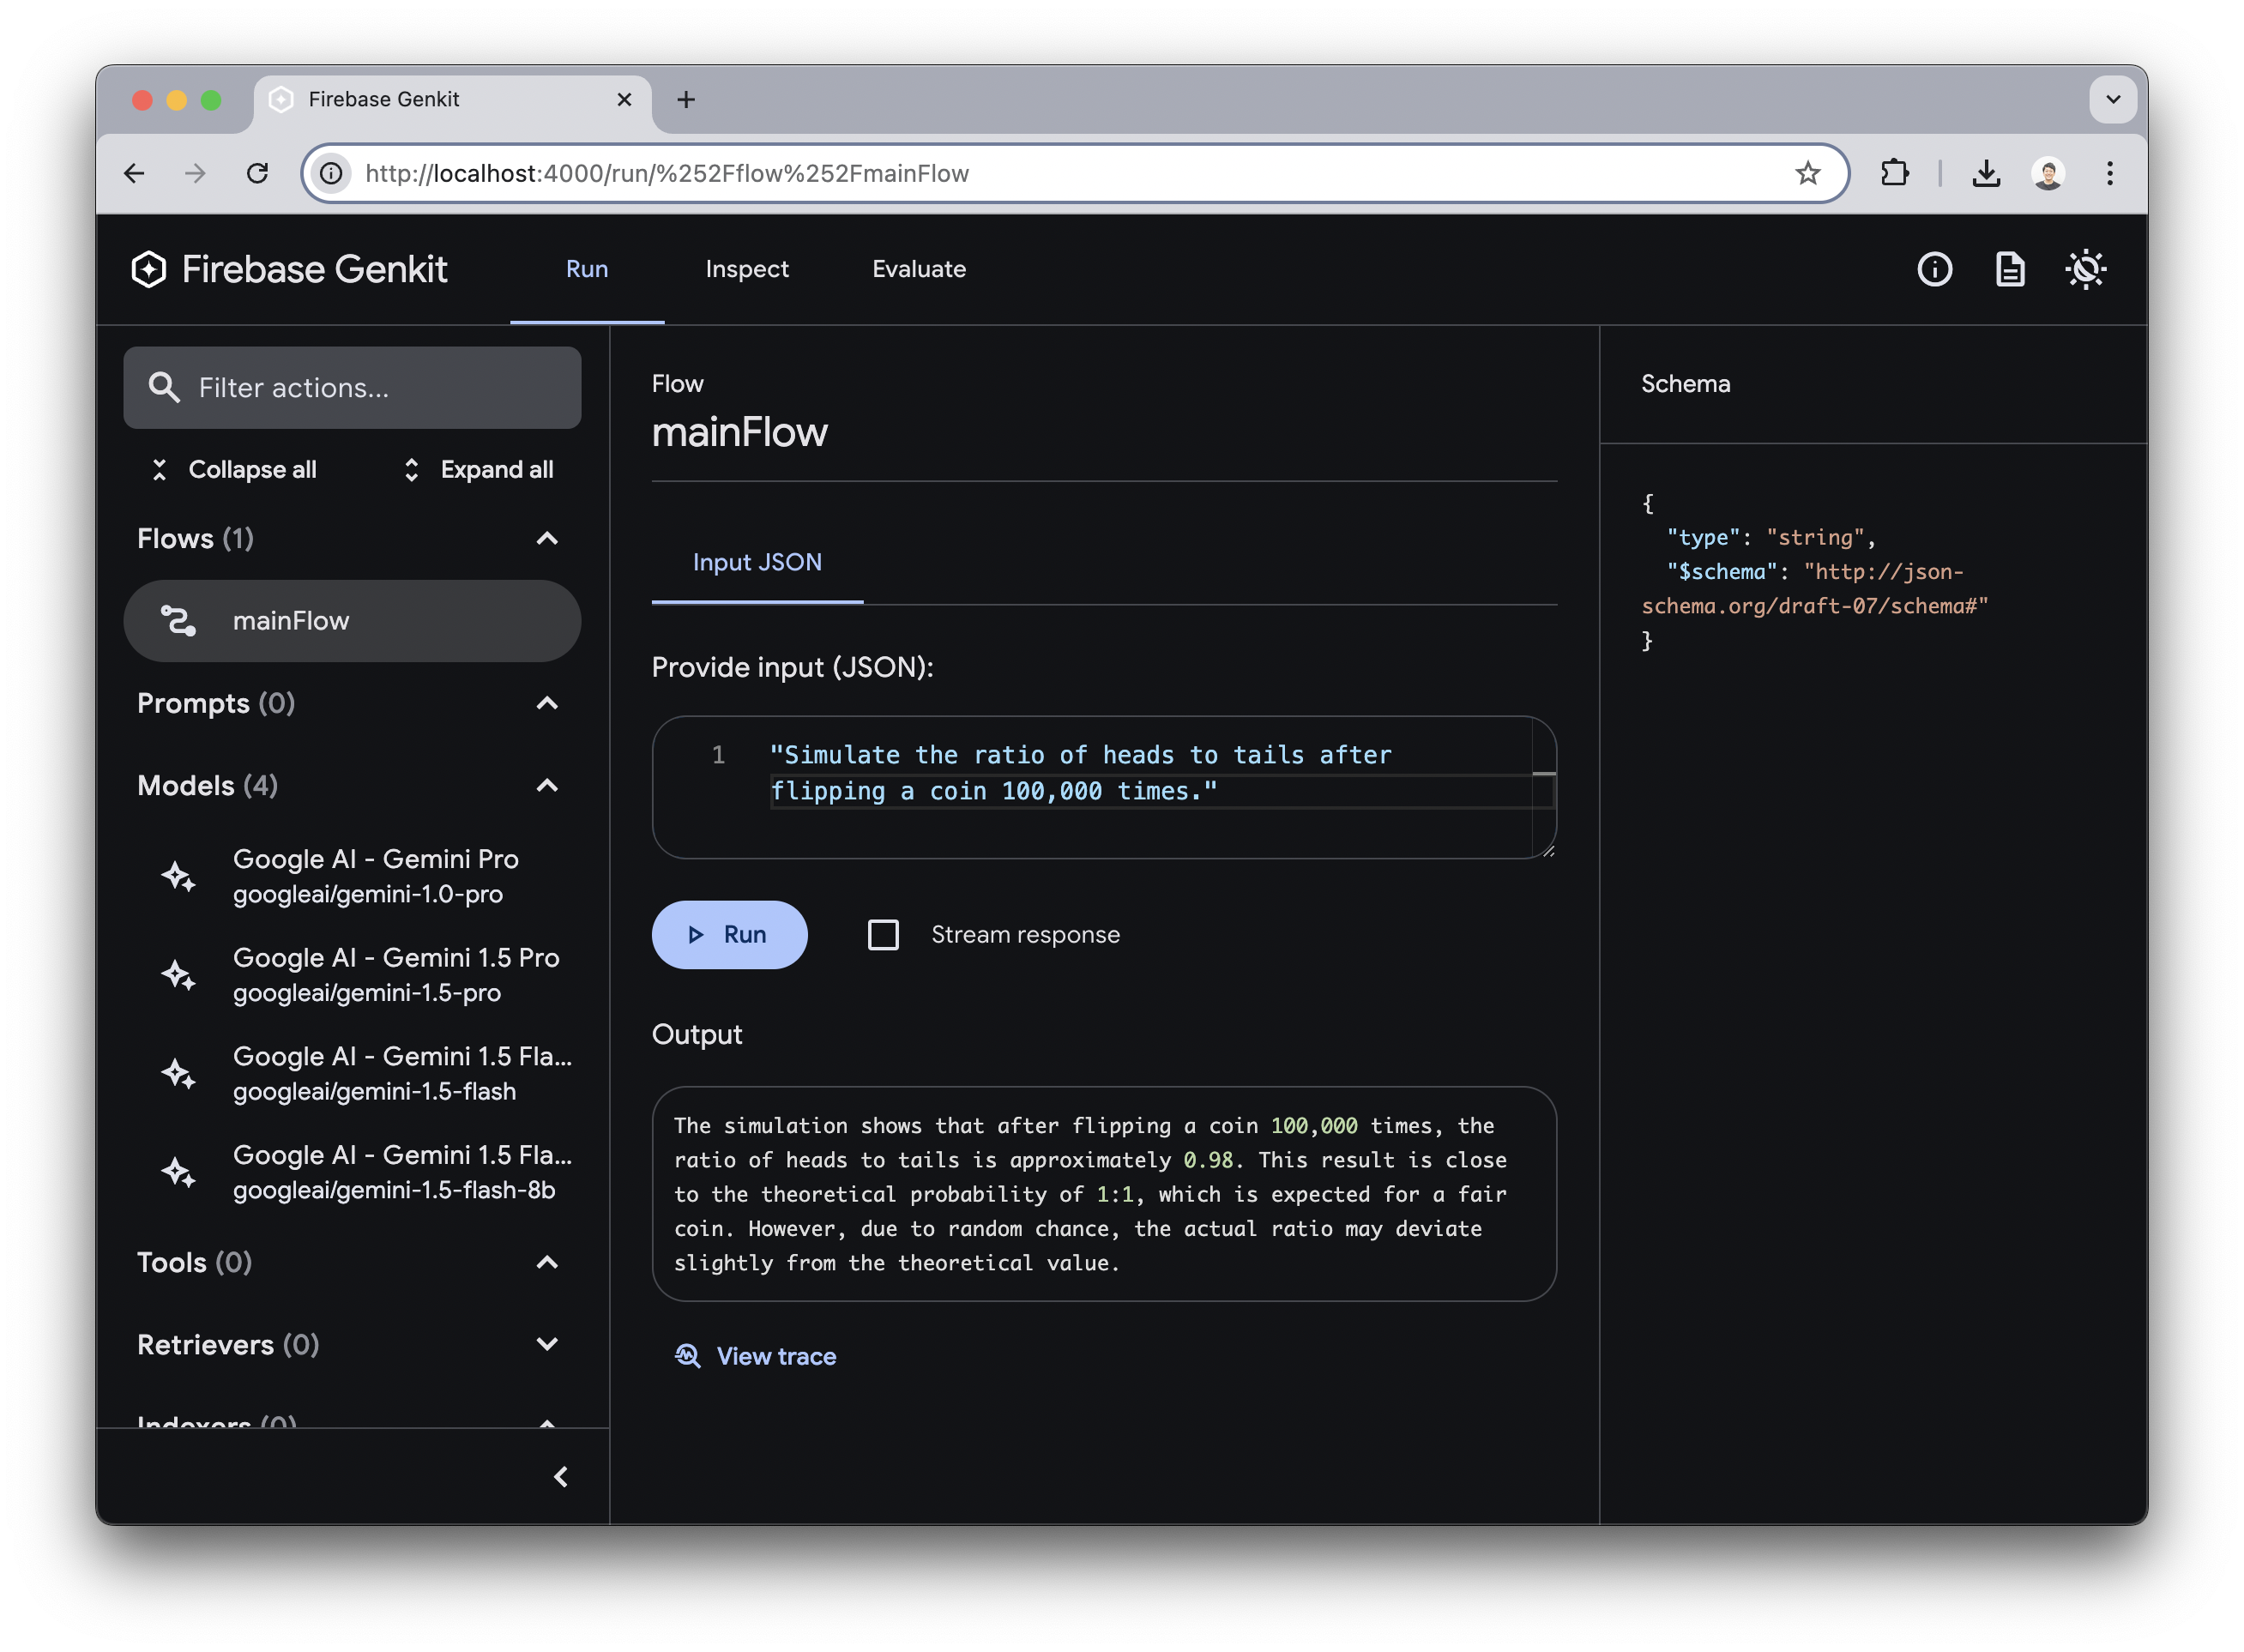 Firebase Genkit
http://localhost:4000/run/%252Fflow%252FmainFlow
Firebase Genkit
Run
Inspect
Evaluate
Filter actions...
Collapse all
Expand all
Flows (1)
mainFlow
Prompts (0)
Models (4)
Google AI - Gemini Pro
googleai/gemini-1.0-pro
Google AI - Gemini 1.5 Pro
googleai/gemini-1.5-pro
Google AI - Gemini 1.5 Fla...
googleai/gemini-1.5-flash
Google AI - Gemini 1.5 Fla...
googleai/gemini-1.5-flash-8b
Tools (0)
Retrievers (0)
Indexers (0)
Flow
mainFlow
Input JSON
Provide input (JSON):
1
"Simulate the ratio of heads to tails after
flipping a coin 100,000 times."
Run
Stream response
Output
The simulation shows that after flipping a coin 100,000 times, the
ratio of heads to tails is approximately 0.98. This result is close
to the theoretical probability of 1:1, which is expected for a fair
coin. However, due to random chance, the actual ratio may deviate
slightly from the theoretical value.
View trace
Schema
{
"type": "string",
"$schema": "http://json-
schema.org/draft-07/schema#"
}